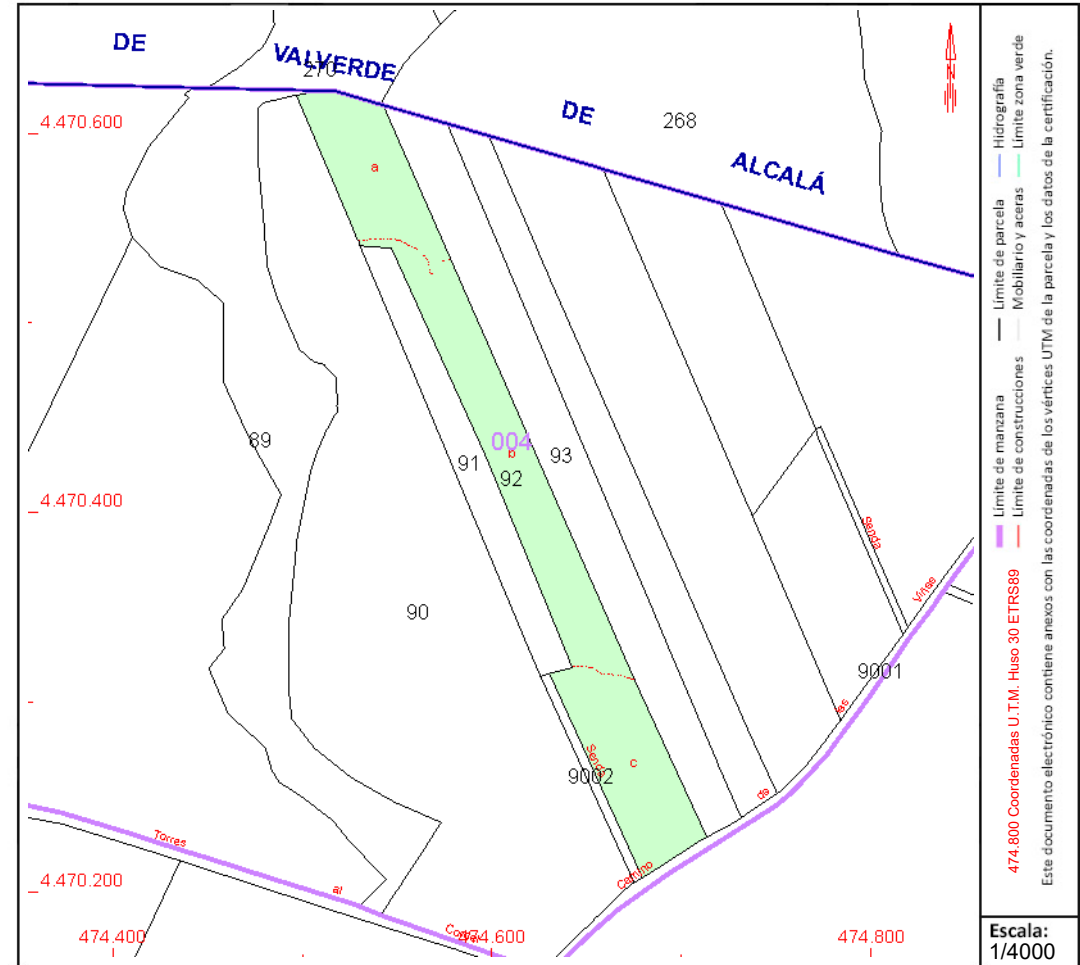 DE
VALVERDE
270
DE
268
ALCALÁ
N
4.470.600
a
004
b
89
91
92
93
4.470.400
Senda
Viñas
90
9001
las
Senda
c
9002
de
Torres
al
Camino
4.470.200
474.400
474.600
474.800
Límite de manzana
Límite de parcela
Hidrografía
Límite de construcciones
Mobiliario y aceras
Límite zona verde
474.800 Coordenadas U.T.M. Huso 30 ETRS89
Este documento electrónico contiene anexos con las coordenadas de los vértices UTM de la parcela y los datos de la certificación.
Escala:
1/4000